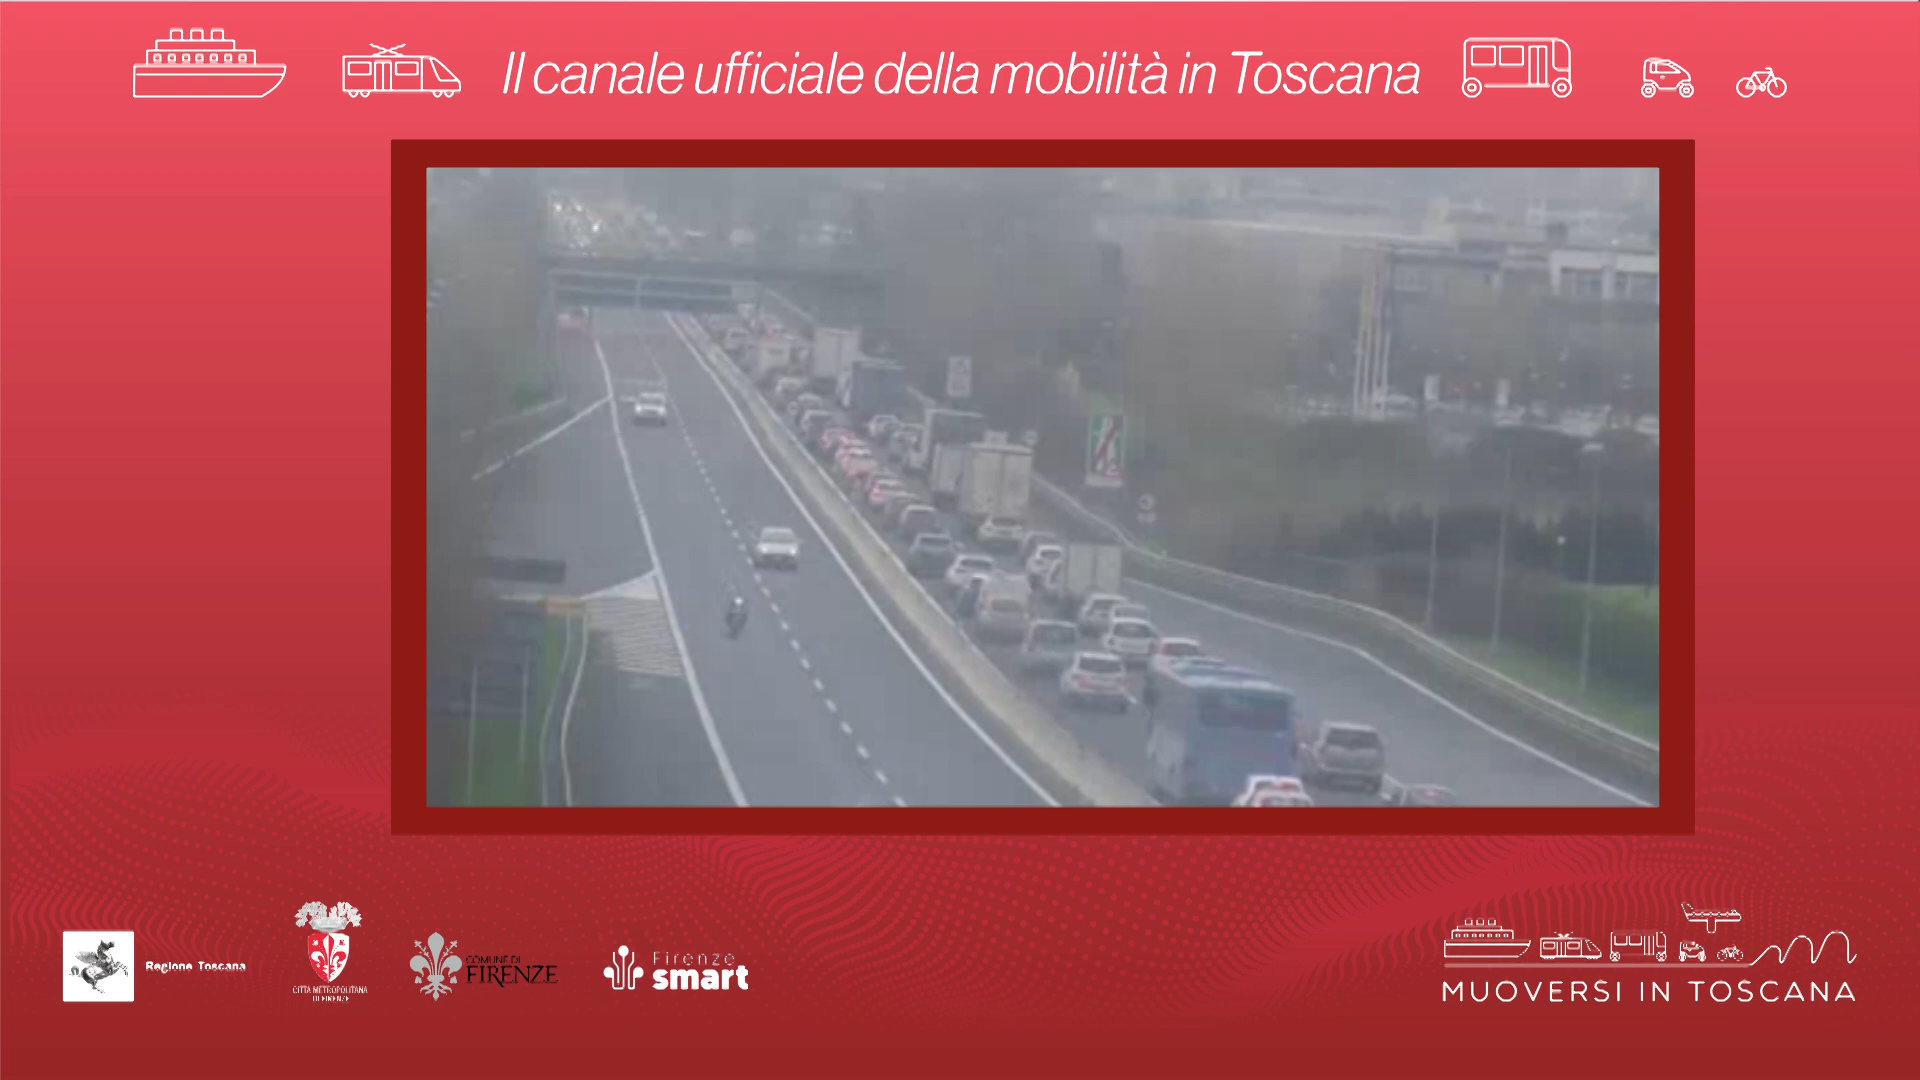 Il canale ufficiale della mobilità in Toscana
Regione Toscana
CITTÀ METROPOLITANA
DI FIRENZE
COMUNE DI
FIRENZE
Firenze
smart
MUOVERSI IN TOSCANA